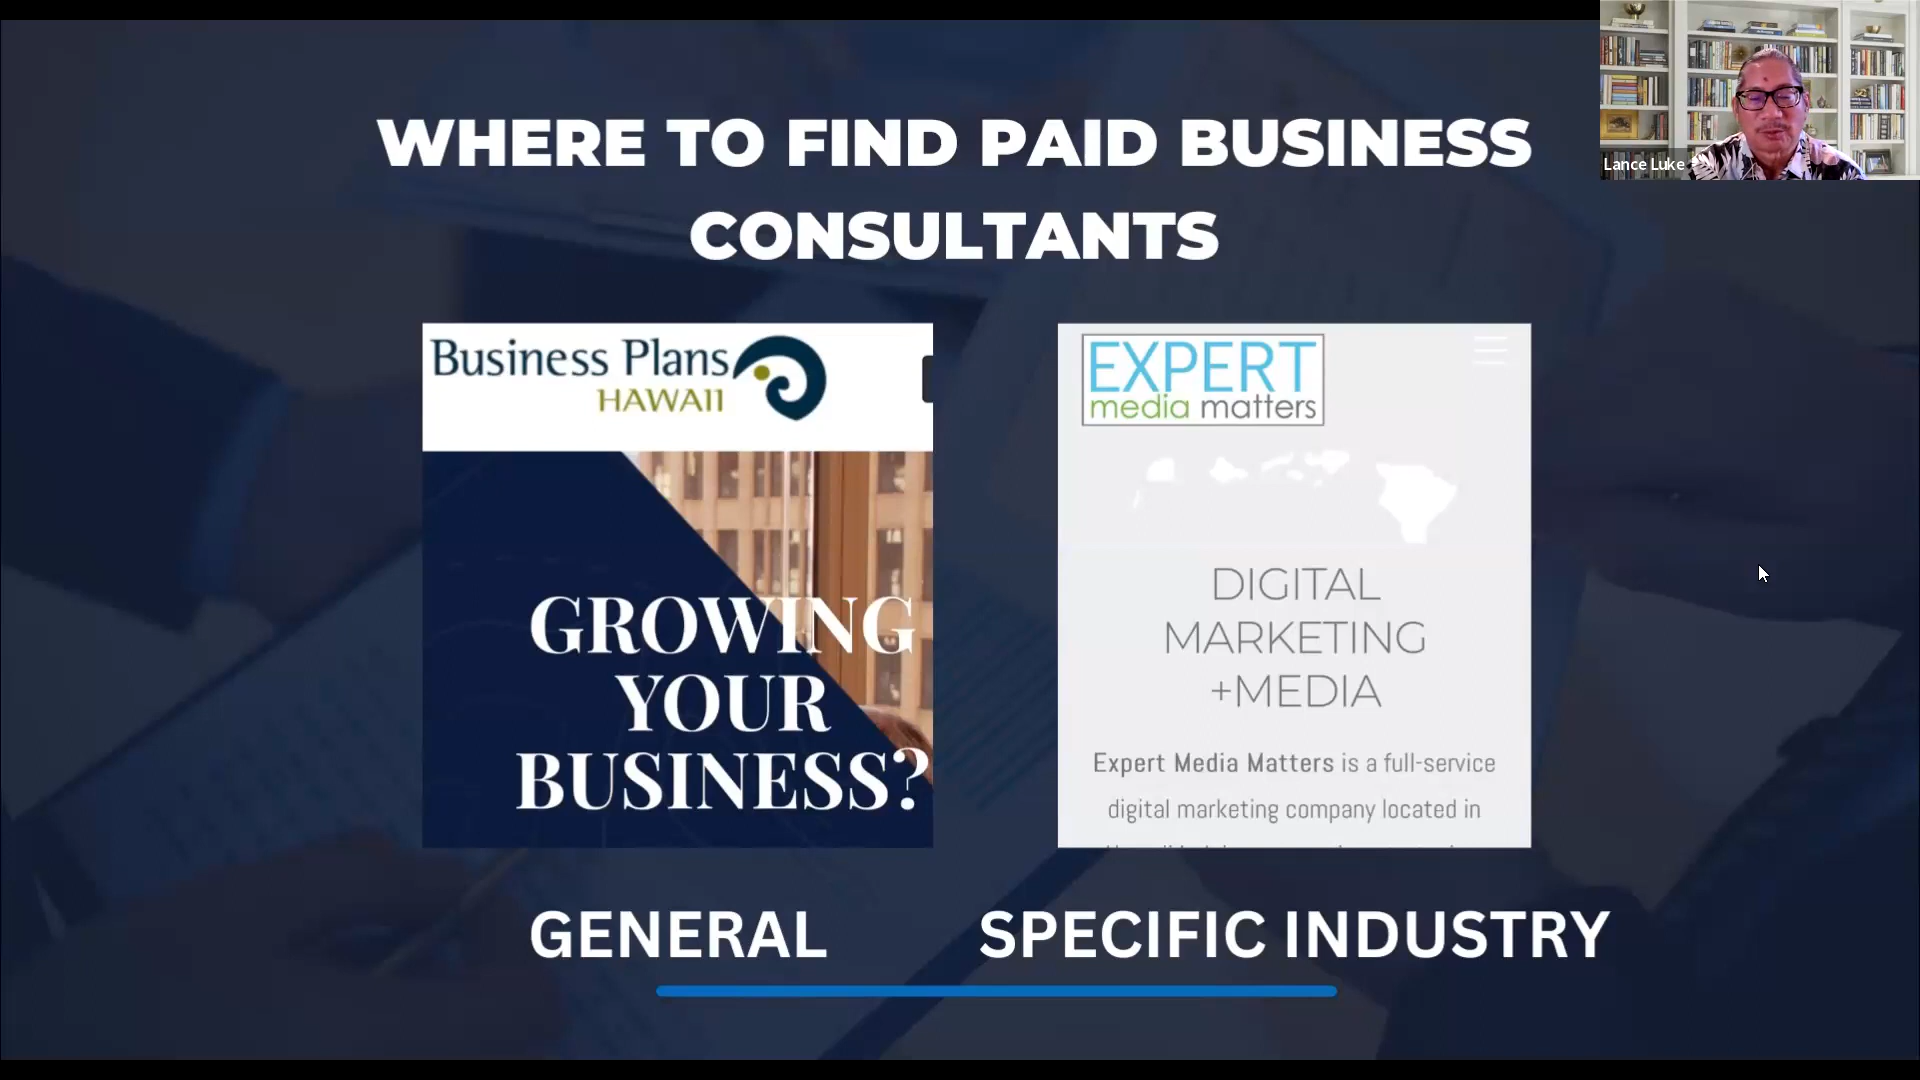 WHERE TO FIND PAID BUSINESS
CONSULTANTS
Lance Luke
Business Plans
HAWAII
GROWING
YOUR
BUSINESS?
EXPERT
media matters
DIGITAL
MARKETING
+MEDIA
Expert Media Matters is a full-service
digital marketing company located in
GENERAL
SPECIFIC INDUSTRY